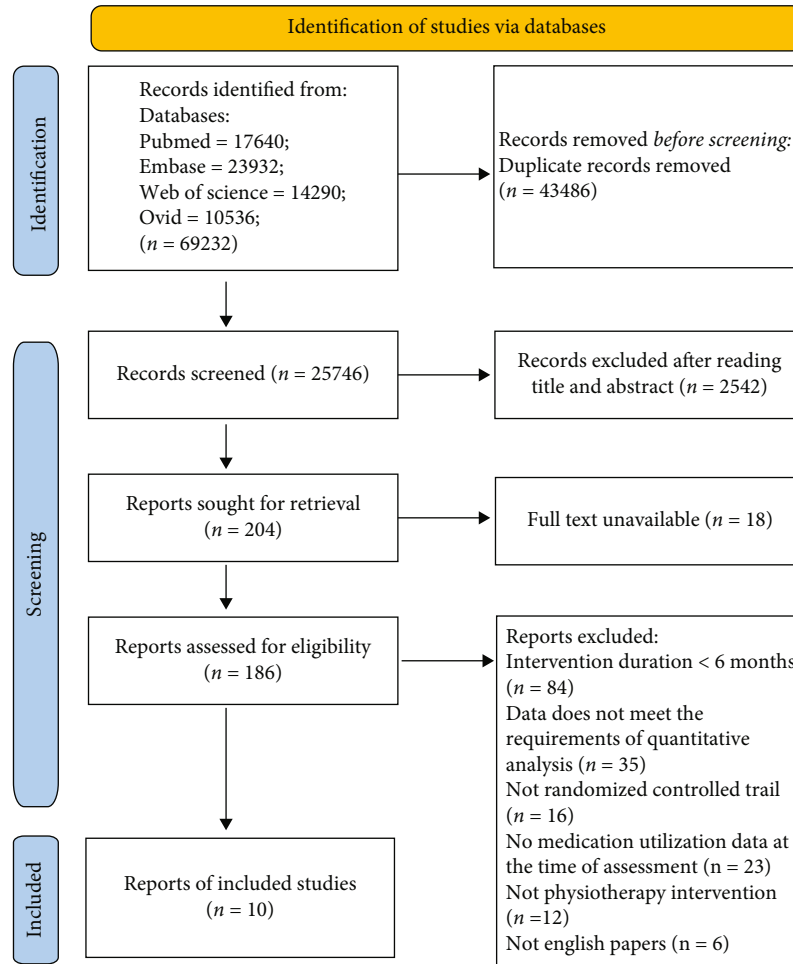 Identification of studies via databases
Identification
Records identified from:
Databases:
Pubmed = 17640;
Embase = 23932;
Web of science = 14290;
Ovid = 10536;
(n = 69232)
Records removed before screening:
Duplicate records removed
(n = 43486)
Screening
Records screened (n = 25746)
Records excluded after reading
title and abstract (n = 2542)
Reports sought for retrieval
(n = 204)
Full text unavailable (n = 18)
Reports assessed for eligibility
(n = 186)
Reports excluded:
Intervention duration < 6 months
(n = 84)
Data does not meet the
requirements of quantitative
analysis (n = 35)
Not randomized controlled trail
(n = 16)
No medication utilization data at
the time of assessment (n = 23)
Not physiotherapy intervention
(n =12)
Not english papers (n = 6)
Included
Reports of included studies
(n = 10)